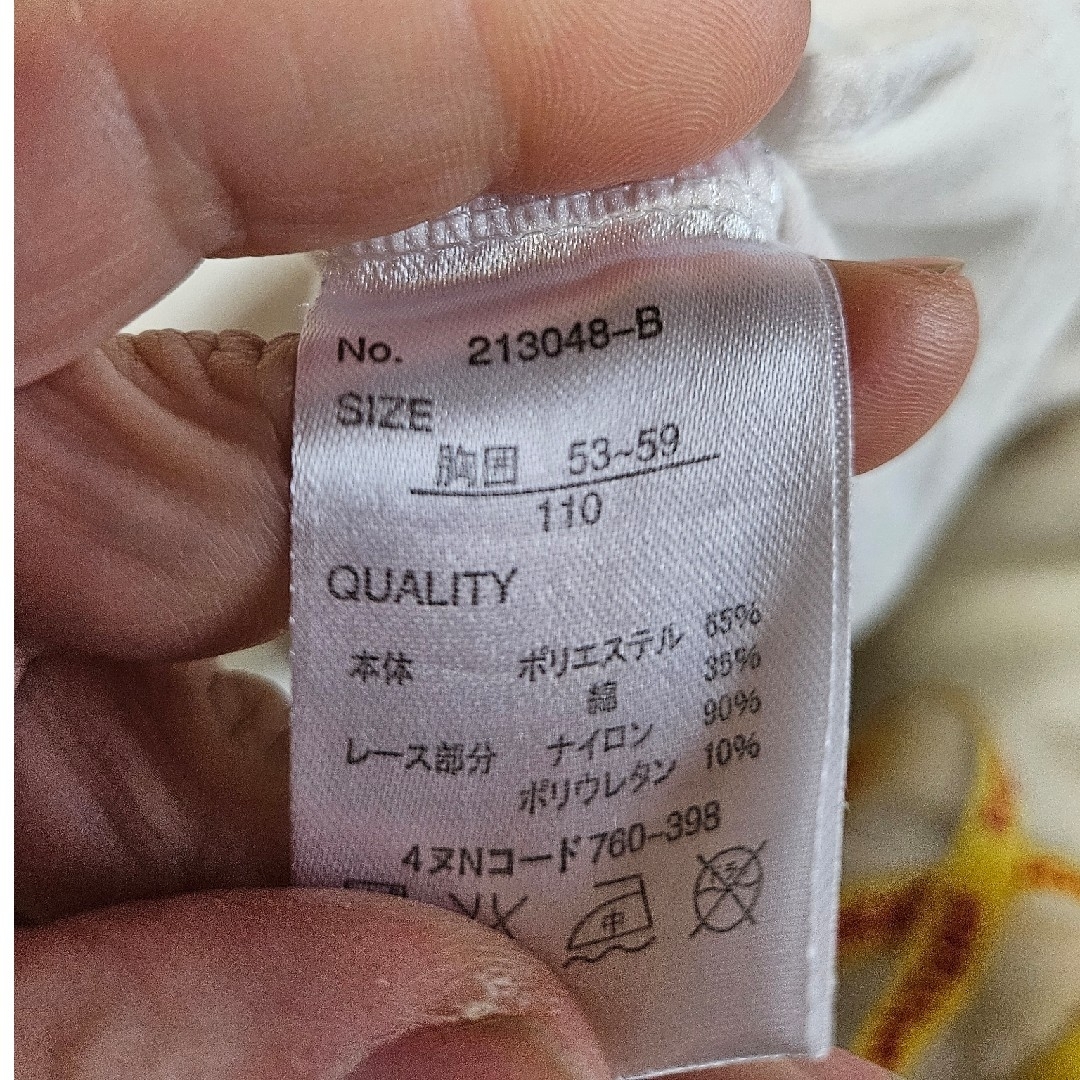 No. 213048-B
SIZE
胸囲 53~59
110
QUALITY
本体 ポリエステル 65%
綿 35%
レース部分 ナイロン 90%
ポリウレタン 10%
4ヌNコード760-398
中